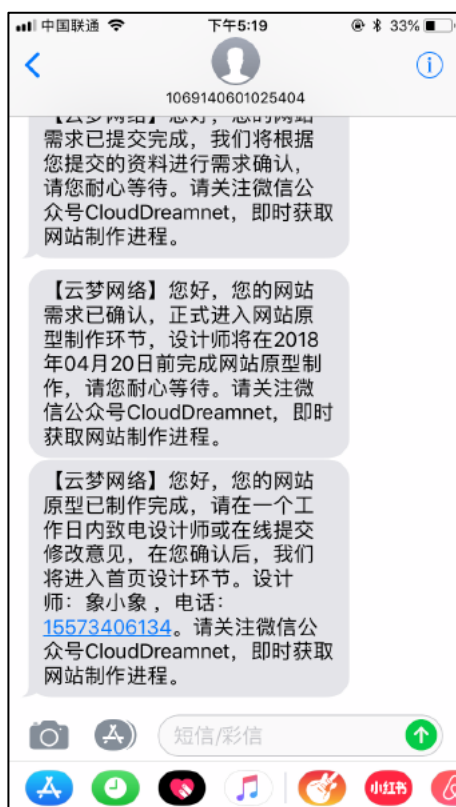 中国联通 下午5:19 33%
1069140601025404
【云梦网络】您好，您的网站
需求已提交完成，我们将根据
您提交的资料进行需求确认，
请您耐心等待。请关注微信公
众号CloudDreamnet，即时获取
网站制作进程。
【云梦网络】您好，您的网站
需求已确认，正式进入网站原
型制作环节，设计师将在2018
年04月20日前完成网站原型制
作，请您耐心等待。请关注微
信公众号CloudDreamnet，即时
获取网站制作进程。
【云梦网络】您好，您的网站
原型已制作完成，请在一个工
作日内致电设计师或在线提交
修改意见，在您确认后，我们
将进入首页设计环节。设计
师：象小象 ，电话：
15573406134。请关注微信公
众号CloudDreamnet，即时获取
网站制作进程。
短信/彩信
小红书